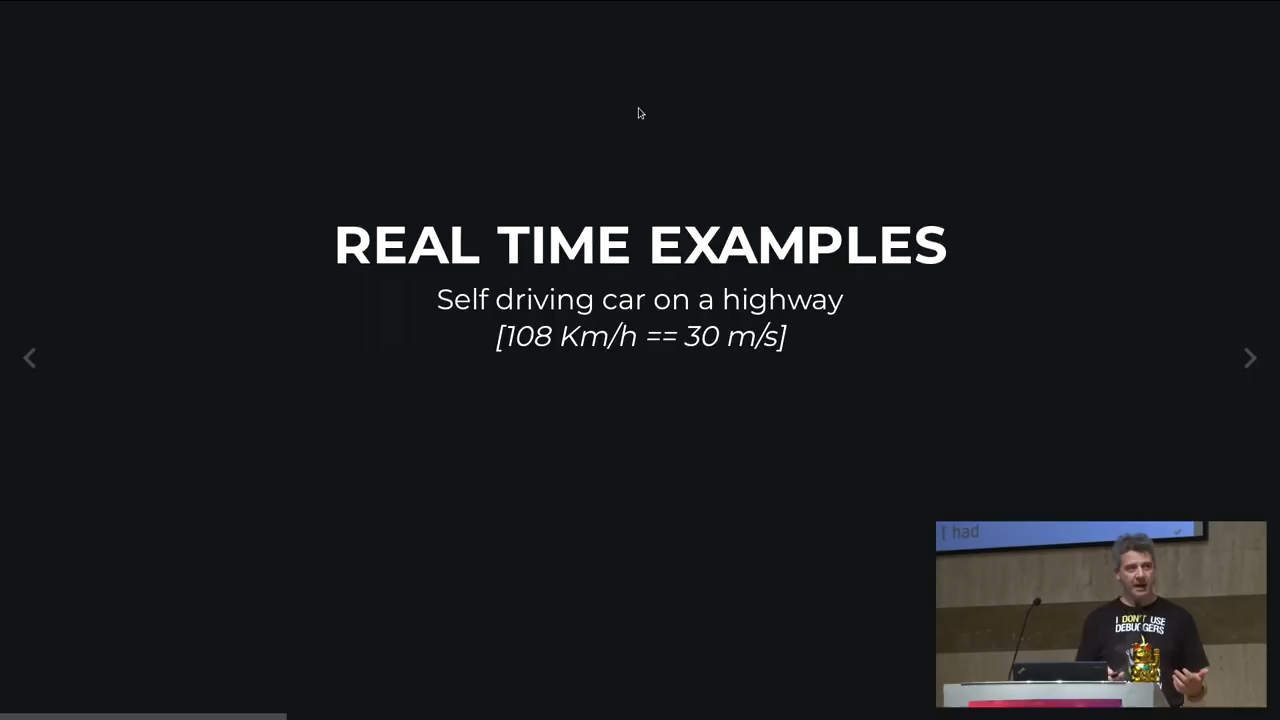 REAL TIME EXAMPLES
Self driving car on a highway
[108 Km/h == 30 m/s]
I had
I DON'T USE
DEBUGGERS